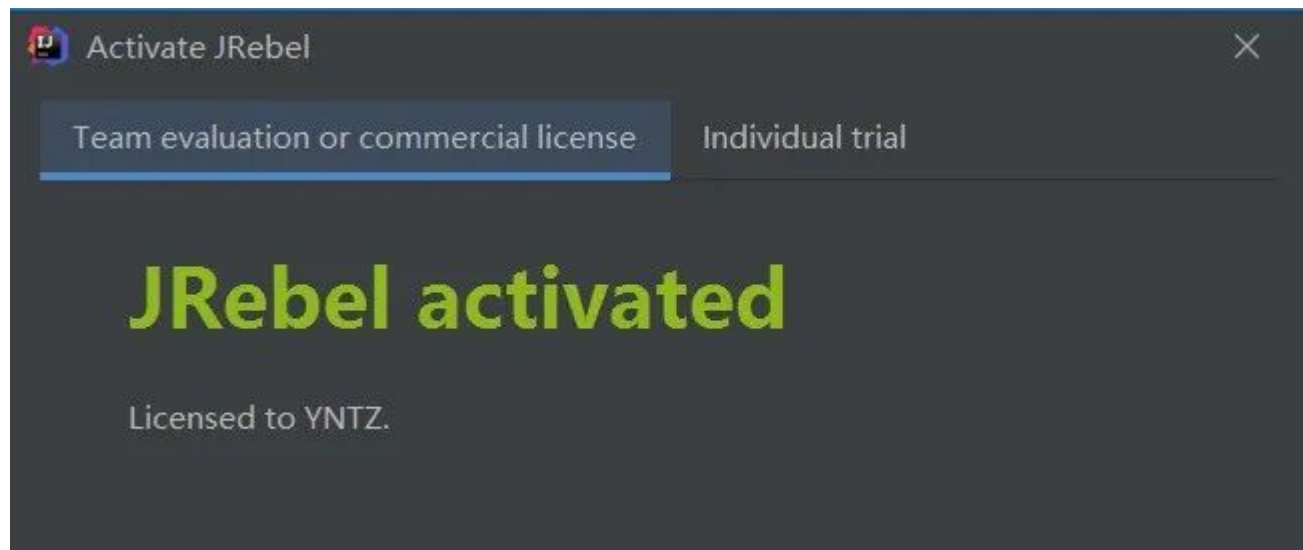 Activate JRebel
Team evaluation or commercial license Individual trial
JRebel activated
Licensed to YNTZ.